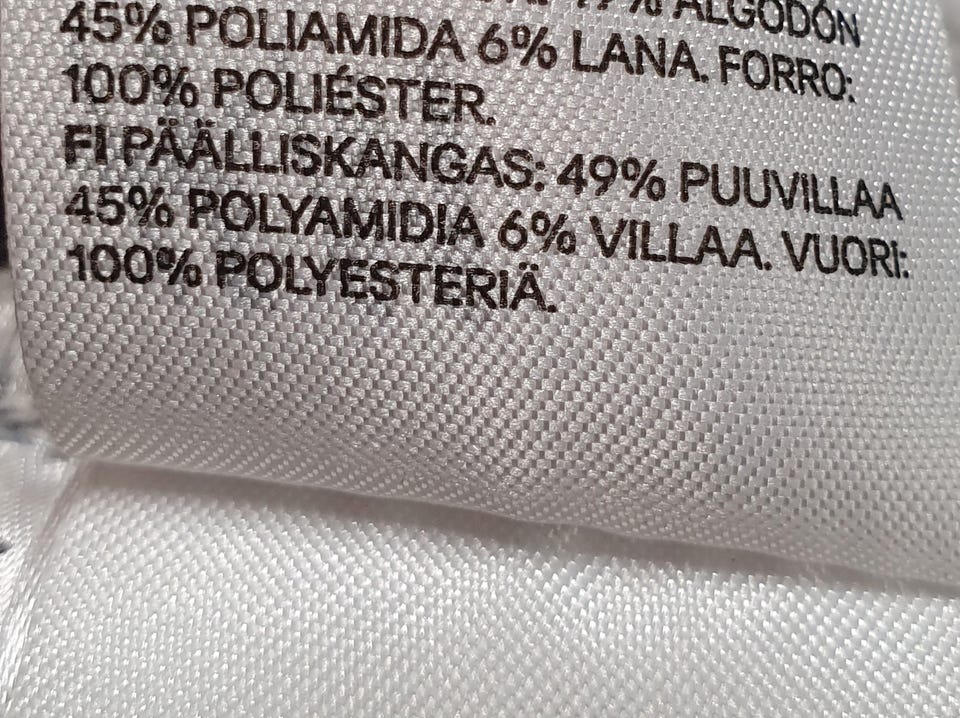 % ALGODÓN
45% POLIAMIDA 6% LANA. FORRO:
100% POLIÉSTER.
FI PÄÄLLISKANGAS: 49% PUUVILLAA
45% POLYAMIDIA 6% VILLAA. VUORI:
100% POLYESTERIÄ.